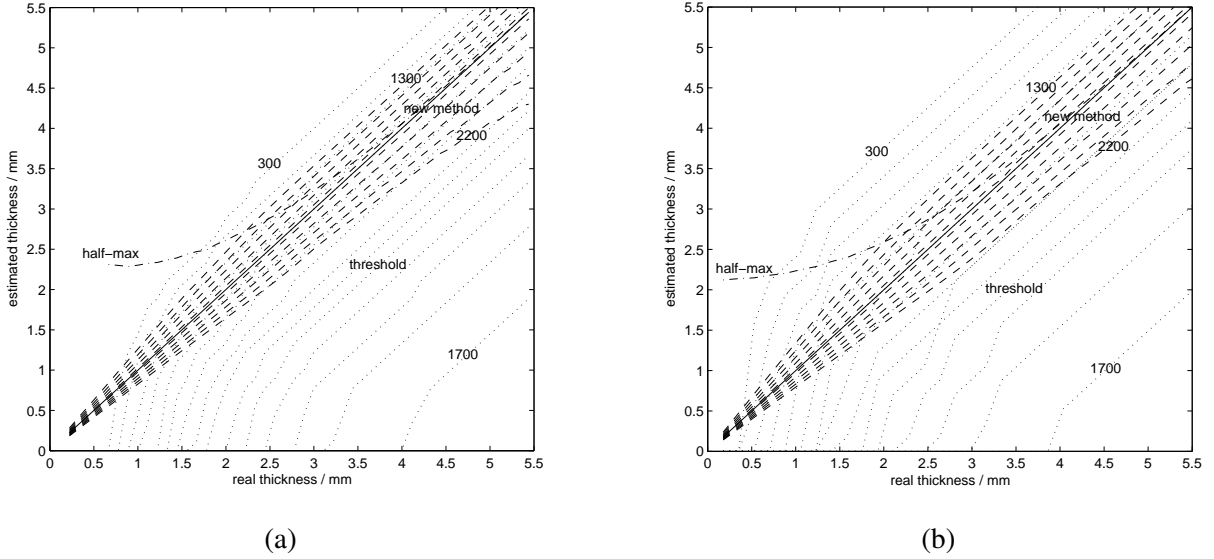 5.5
5
4.5
4
3.5
3
2.5
2
1.5
1
0.5
0
estimated thickness / mm
0 0.5 1 1.5 2 2.5 3 3.5 4 4.5 5 5.5
real thickness / mm
1300
new method
2200
300
half−max
threshold
1700
(a)
5.5
5
4.5
4
3.5
3
2.5
2
1.5
1
0.5
0
estimated thickness / mm
0 0.5 1 1.5 2 2.5 3 3.5 4 4.5 5 5.5
real thickness / mm
1300
new method
2200
300
half−max
threshold
1700
(b)